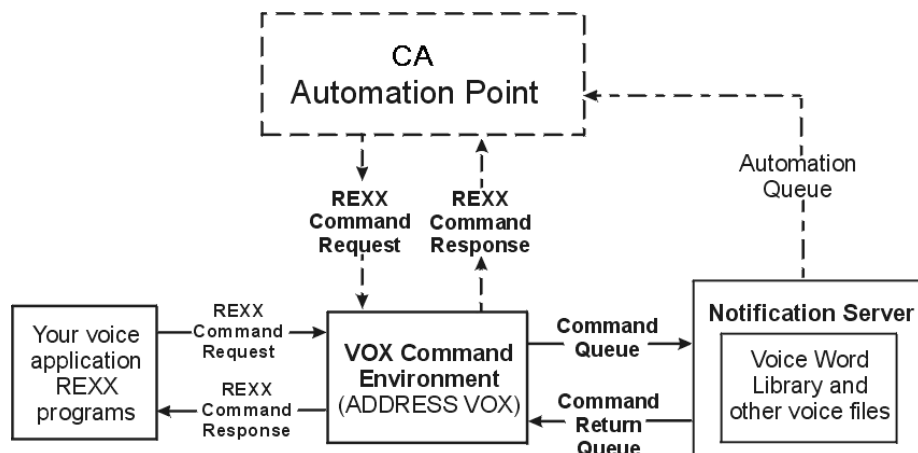 CA
Automation Point
REXX
Command
Request
REXX
Command
Response
Automation
Queue
Your voice
application
REXX
programs
REXX
Command
Request
REXX
Command
Response
VOX Command
Environment
(ADDRESS VOX)
Command
Queue
Command
Return
Queue
Notification Server
Voice Word
Library and
other voice files